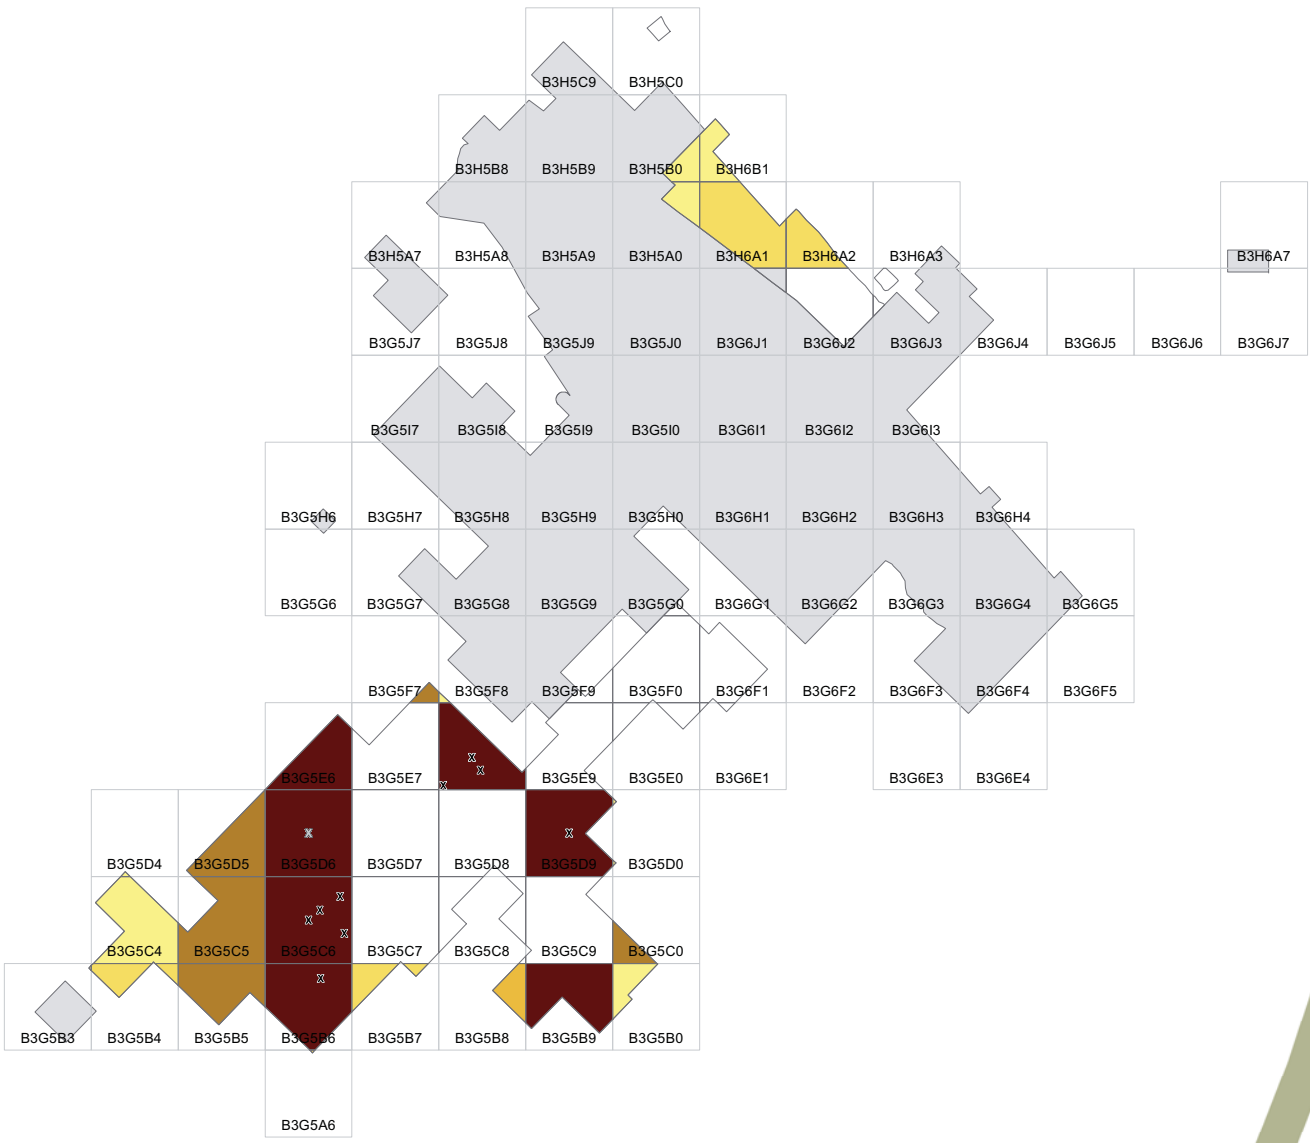 B3H5C9 B3H5C0
B3H5B8 B3H5B9 B3H5B0 B3H6B1
B3H5A7 B3H5A8 B3H5A9 B3H5A0 B3H6A1 B3H6A2 B3H6A3 B3H6A7
B3G5J7 B3G5J8 B3G5J9 B3G5J0 B3G6J1 B3G6J2 B3G6J3 B3G6J4 B3G6J5 B3G6J6 B3G6J7
B3G5I7 B3G5I8 B3G5I9 B3G5I0 B3G6I1 B3G6I2 B3G6I3
B3G5H6 B3G5H7 B3G5H8 B3G5H9 B3G5H0 B3G6H1 B3G6H2 B3G6H3 B3G6H4
B3G5G6 B3G5G7 B3G5G8 B3G5G9 B3G5G0 B3G6G1 B3G6G2 B3G6G3 B3G6G4 B3G6G5
B3G5F7 B3G5F8 B3G5F9 B3G5F0 B3G6F1 B3G6F2 B3G6F3 B3G6F4 B3G6F5
x
x
B3G5E6 B3G5E7 x B3G5E9 B3G5E0 B3G6E1 B3G6E3 B3G6E4
x x
B3G5D4 B3G5D5 B3G5D6 B3G5D7 B3G5D8 B3G5D9 B3G5D0
x
x
x
x
B3G5C4 B3G5C5 B3G5C6 B3G5C7 B3G5C8 B3G5C9 B3G5C0
x
B3G5B3 B3G5B4 B3G5B5 B3G5B6 B3G5B7 B3G5B8 B3G5B9 B3G5B0
B3G5A6